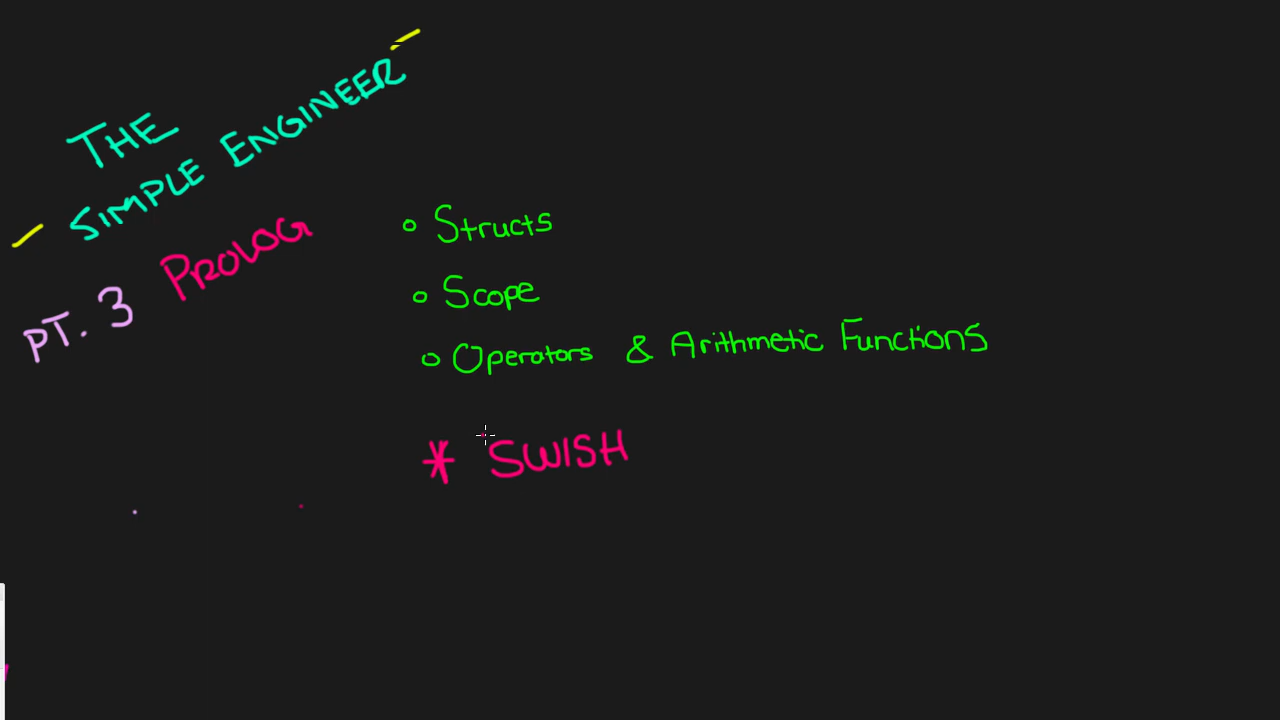 THE
SIMPLE ENGINEER
PT. 3 PROLOG
Structs
Scope
Operators & Arithmetic Functions
* SWISH